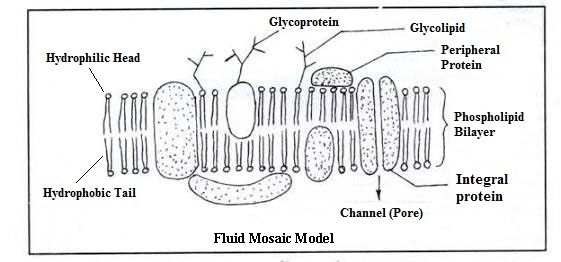 Glycoprotein
Glycolipid
Hydrophilic Head
Peripheral
Protein
Phospholipid
Bilayer
Hydrophobic Tail
Integral
protein
Channel (Pore)
Fluid Mosaic Model